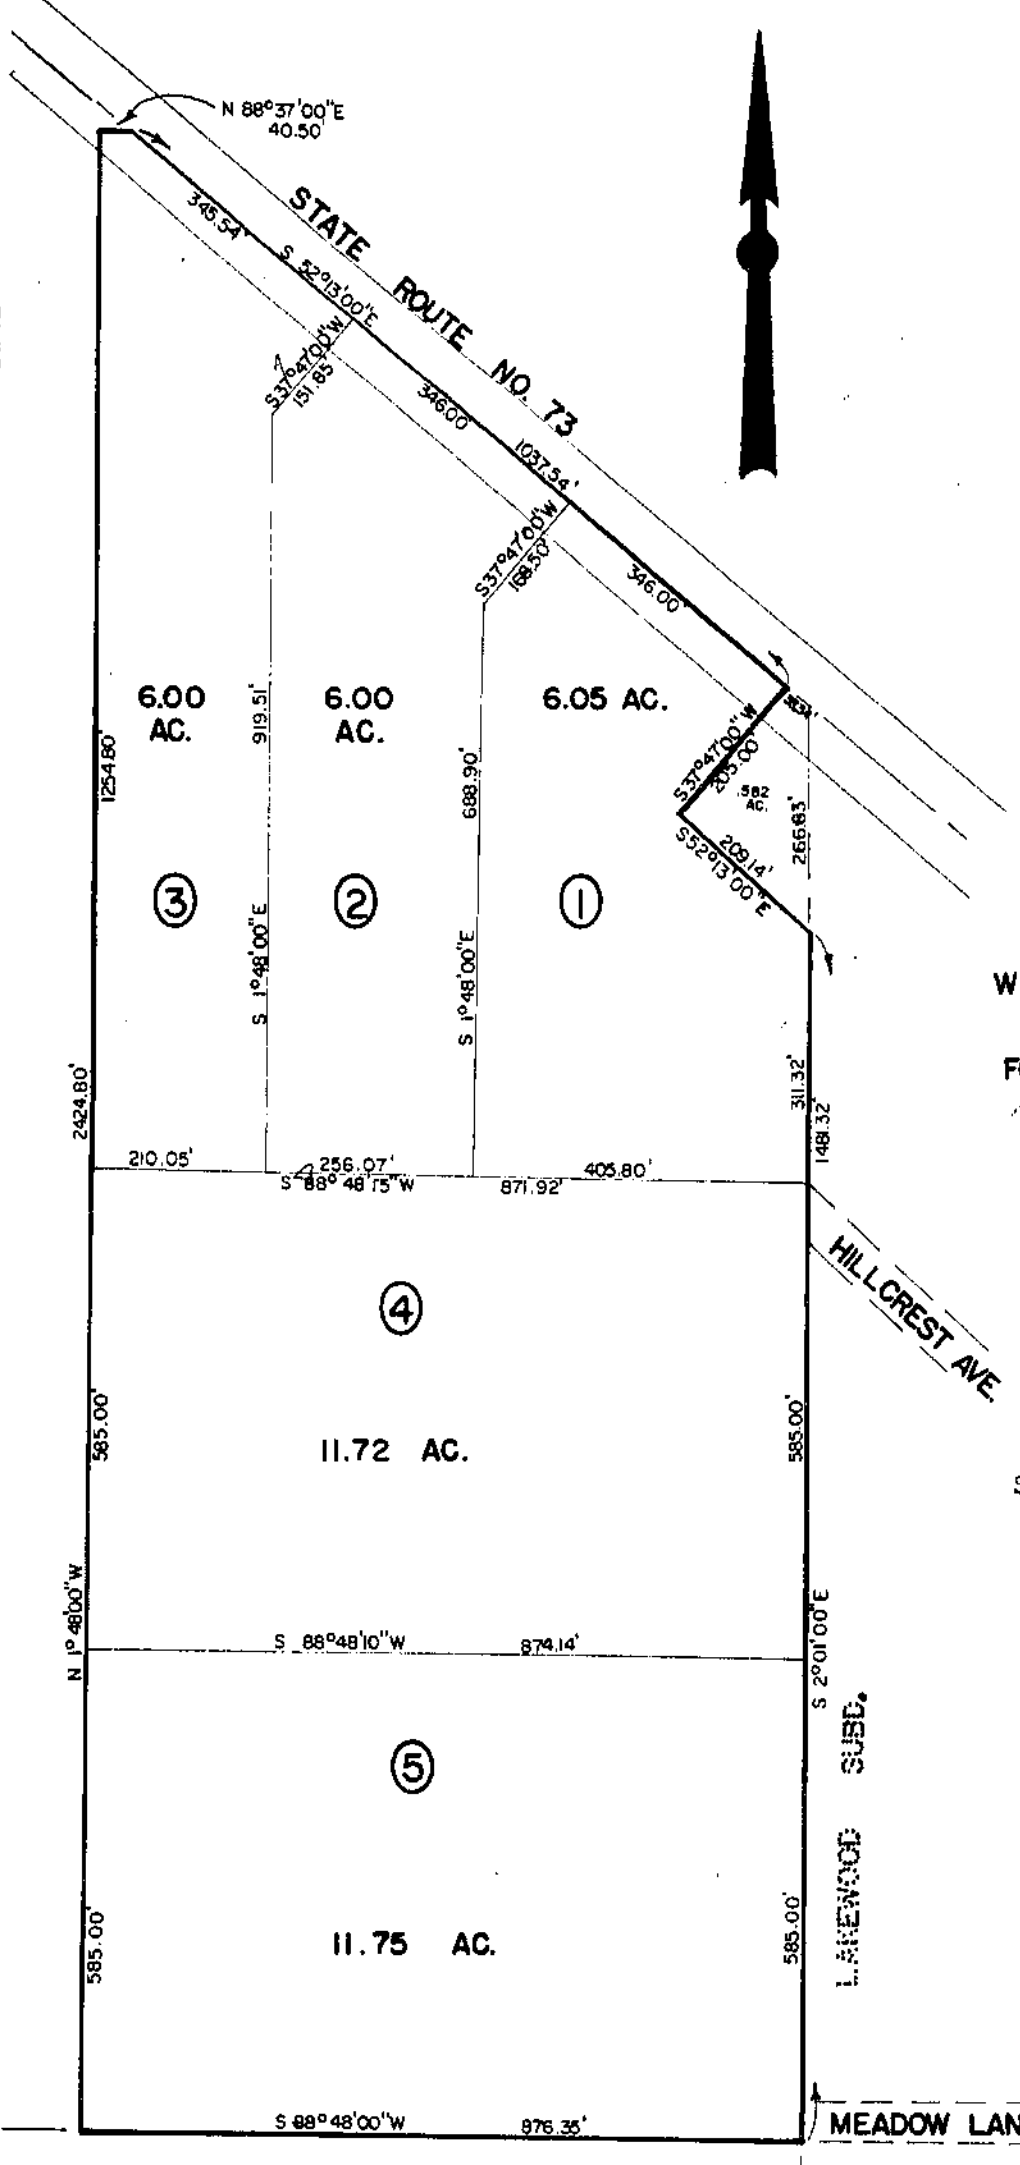 N 88°37'00"E
40.50'
STATE ROUTE NO. 73
345.54'
S 52°13'00"E
S37°47'00"W
151.85'
346.00'
1037.54'
S37°47'00"W
168.50'
346.00'
6.00
AC.
919.51'
6.00
AC.
688.90'
6.05 AC.
S37°47'00"W
205.00'
.582
AC.
266.83'
209.14'
S52°13'00"E
1254.80'
3
2
1
S 1°48'00"E
S 1°48'00"E
W
2424.80'
311.32'
1481.32'
210.05'
256.07'
405.80'
S 88°48'15"W
871.92'
HILLCREST AVE.
4
585.00'
11.72 AC.
585.00'
N 1°48'00"W
S 88°48'10"W
874.14'
S 2°01'00"E
LAKEWOOD SUBD.
5
585.00'
11.75 AC.
585.00'
S 88°48'00"W
876.35'
MEADOW LAN